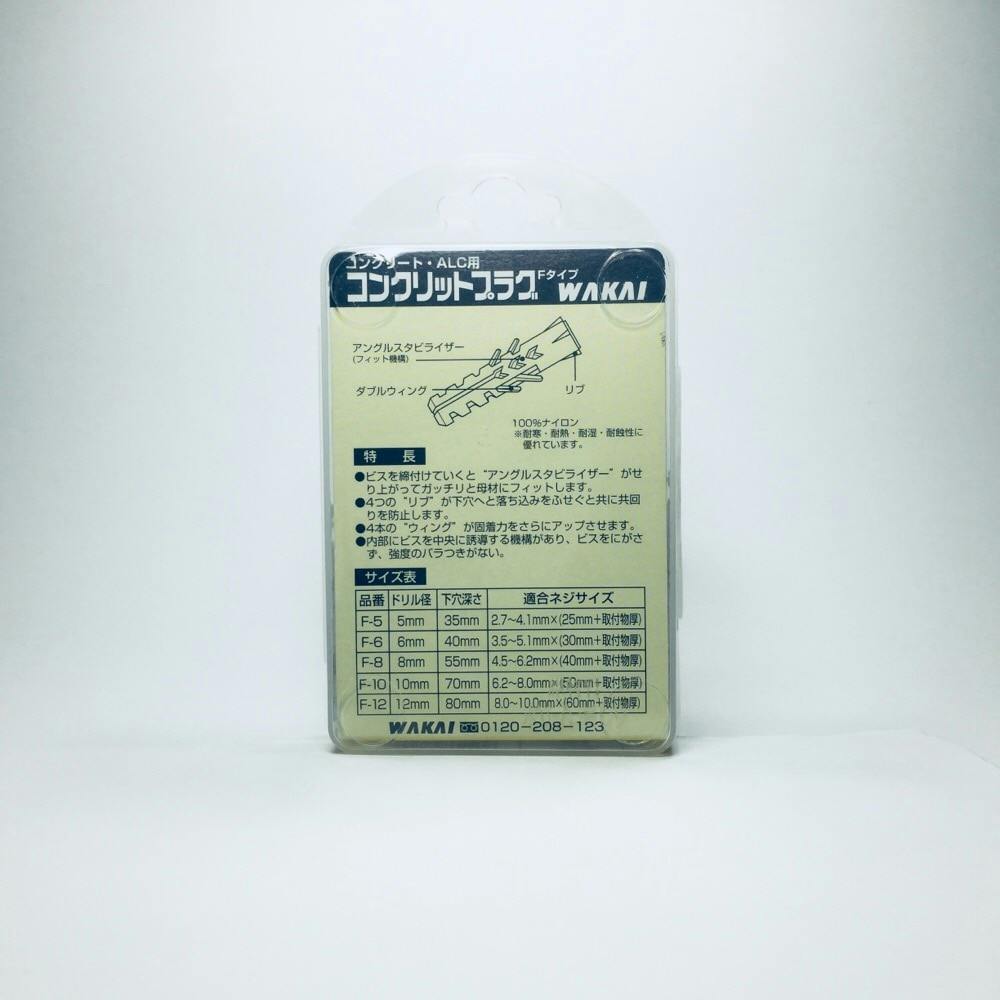 コンクリート・ALC用
コンクリットプラグ Fタイプ WAKAI
アングルスタビライザー
(フィット機構)
ダブルウィング
リブ
100%ナイロン
※耐寒・耐熱・耐湿・耐蝕性に
優れています。
特 長
●ビスを締付けていくと“アングルスタビライザー”がせ
り上がってガッチリと母材にフィットします。
●4つの“リブ”が下穴へと落ち込みをふせぐと共に共回
りを防止します。
●4本の“ウィング”が固着力をさらにアップさせます。
●内部にビスを中央に誘導する機構があり、ビスをにがさ
ず、強度のバラつきがない。
サイズ表
品番 ドリル径 下穴深さ 適合ネジサイズ
F-5 5mm 35mm 2.7~4.1mm×(25mm+取付物厚)
F-6 6mm 40mm 3.5~5.1mm×(30mm+取付物厚)
F-8 8mm 55mm 4.5~6.2mm×(40mm+取付物厚)
F-10 10mm 70mm 6.2~8.0mm×(50mm+取付物厚)
F-12 12mm 80mm 8.0~10.0mm×(60mm+取付物厚)
WAKAI 0120-208-123